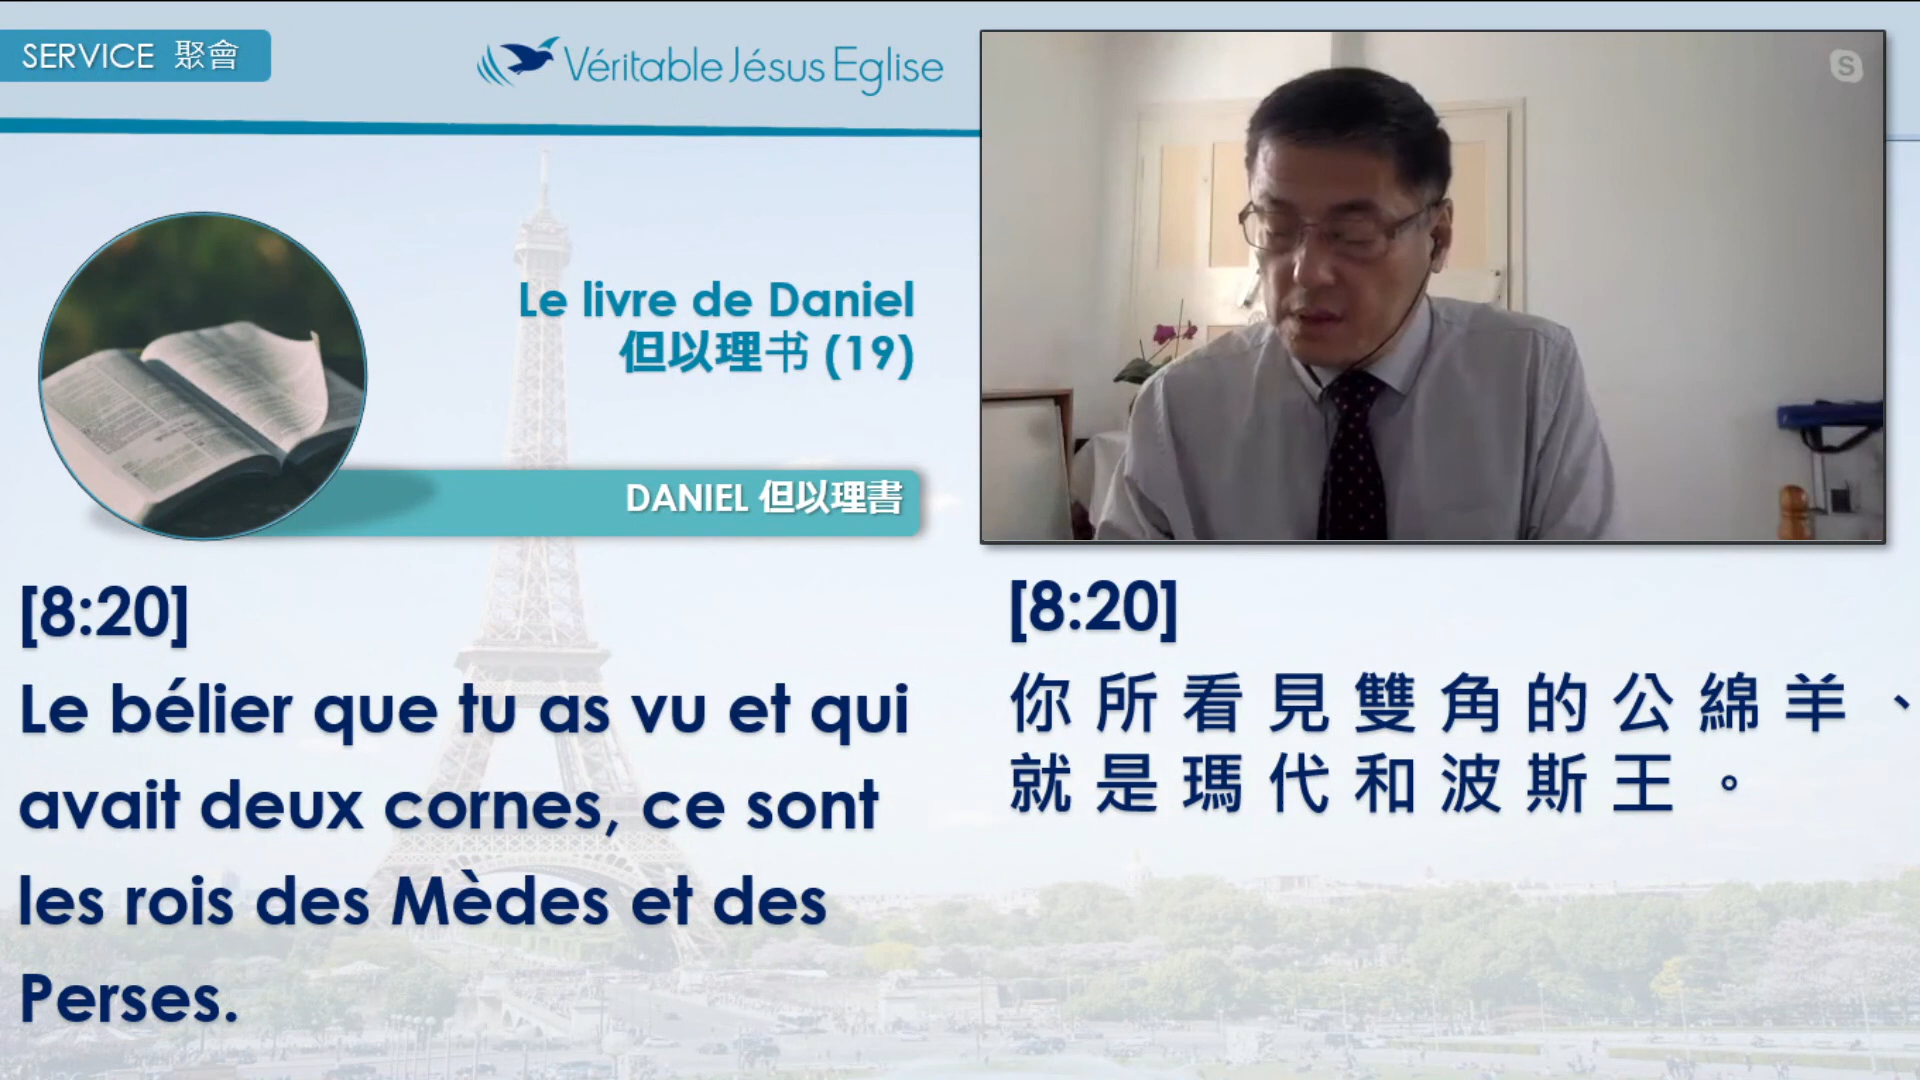 SERVICE 聚會
Véritable Jésus Eglise
S
Le livre de Daniel
但以理书 (19)
DANIEL 但以理書
[8:20]
Le bélier que tu as vu et qui
avait deux cornes, ce sont
les rois des Mèdes et des
Perses.
[8:20]
你所看見雙角的公綿羊、
就是瑪代和波斯王。